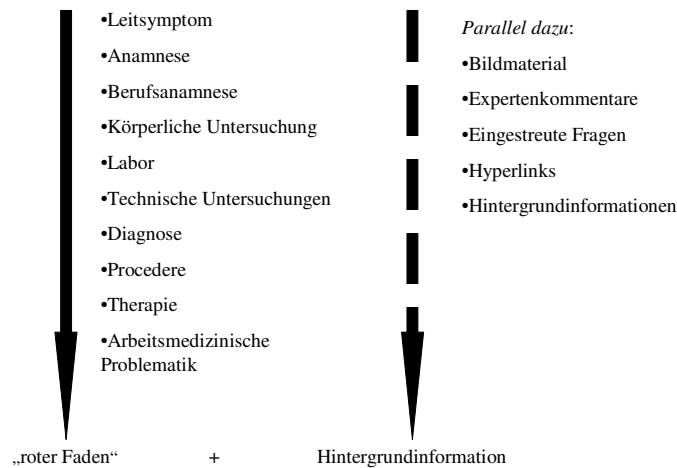 •Leitsymptom
•Anamnese
•Berufsanamnese
•Körperliche Untersuchung
•Labor
•Technische Untersuchungen
•Diagnose
•Procedere
•Therapie
•Arbeitsmedizinische
Problematik
Parallel dazu:
•Bildmaterial
•Expertenkommentare
•Eingestreute Fragen
•Hyperlinks
•Hintergrundinformationen
„roter Faden“ + Hintergrundinformation